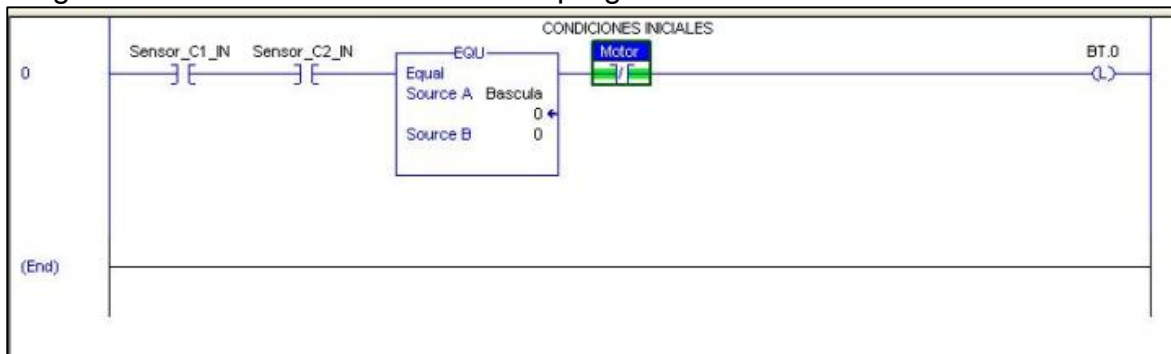 CONDICIONES INICIALES
Sensor_C1_IN Sensor_C2_IN EQU Motor BT.0
0 Equal L
Source A Bascula
0
Source B 0
(End)